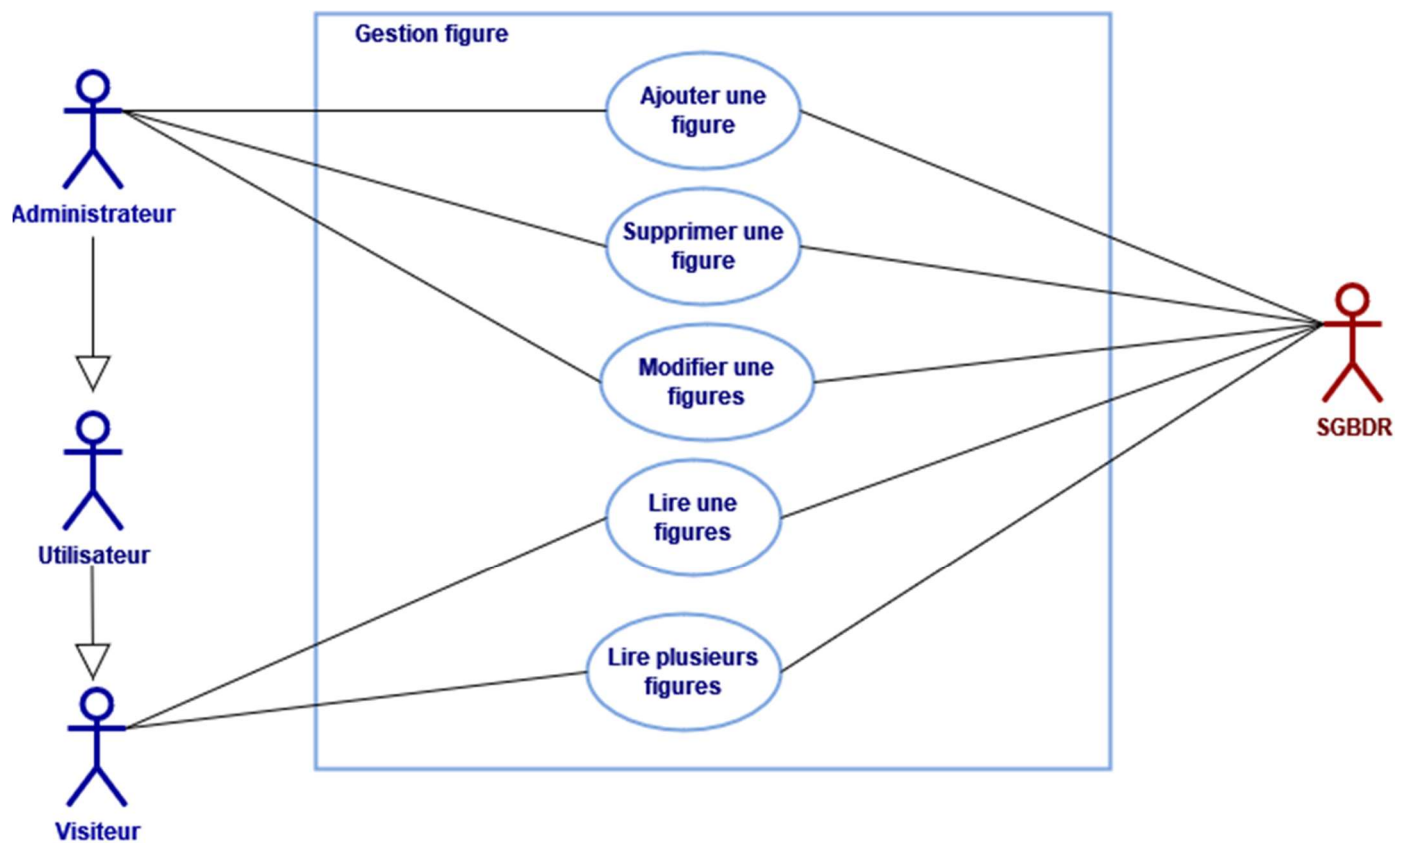 Gestion figure
Ajouter une
figure
Administrateur
Supprimer une
figure
Modifier une
figures
SGBDR
Lire une
figures
Utilisateur
Lire plusieurs
figures
Visiteur